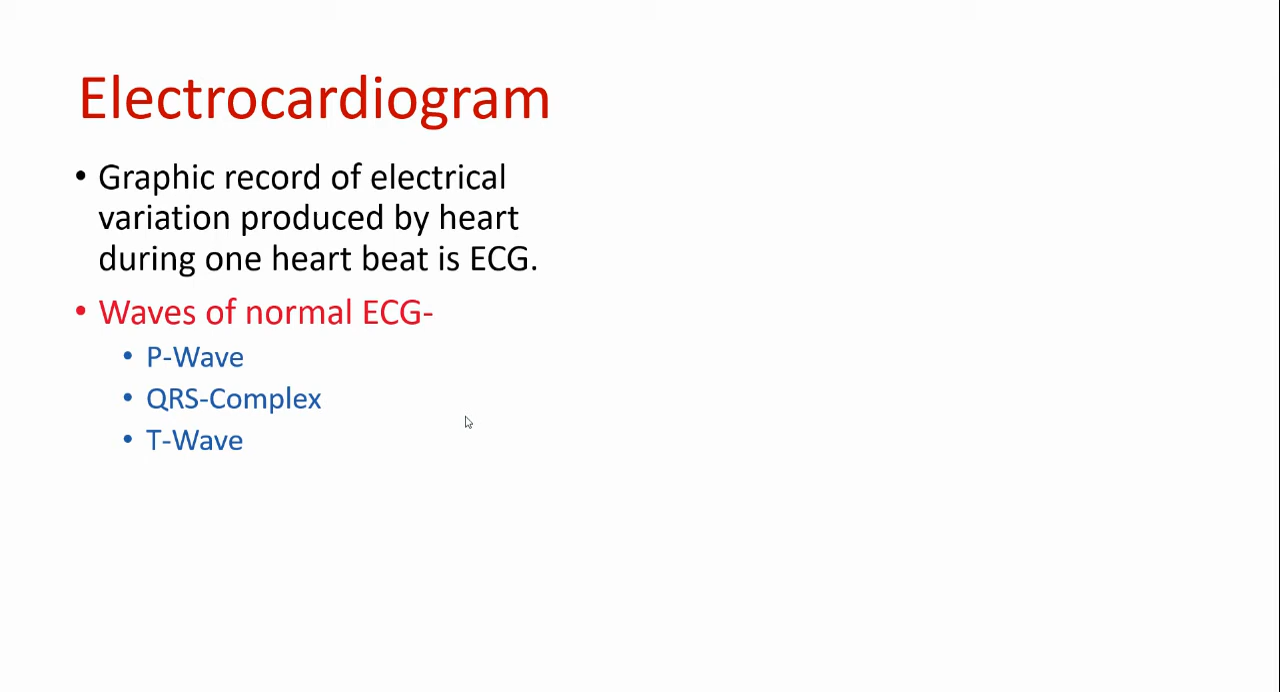 Electrocardiogram
• Graphic record of electrical
variation produced by heart
during one heart beat is ECG.
• Waves of normal ECG-
• P-Wave
• QRS-Complex
• T-Wave